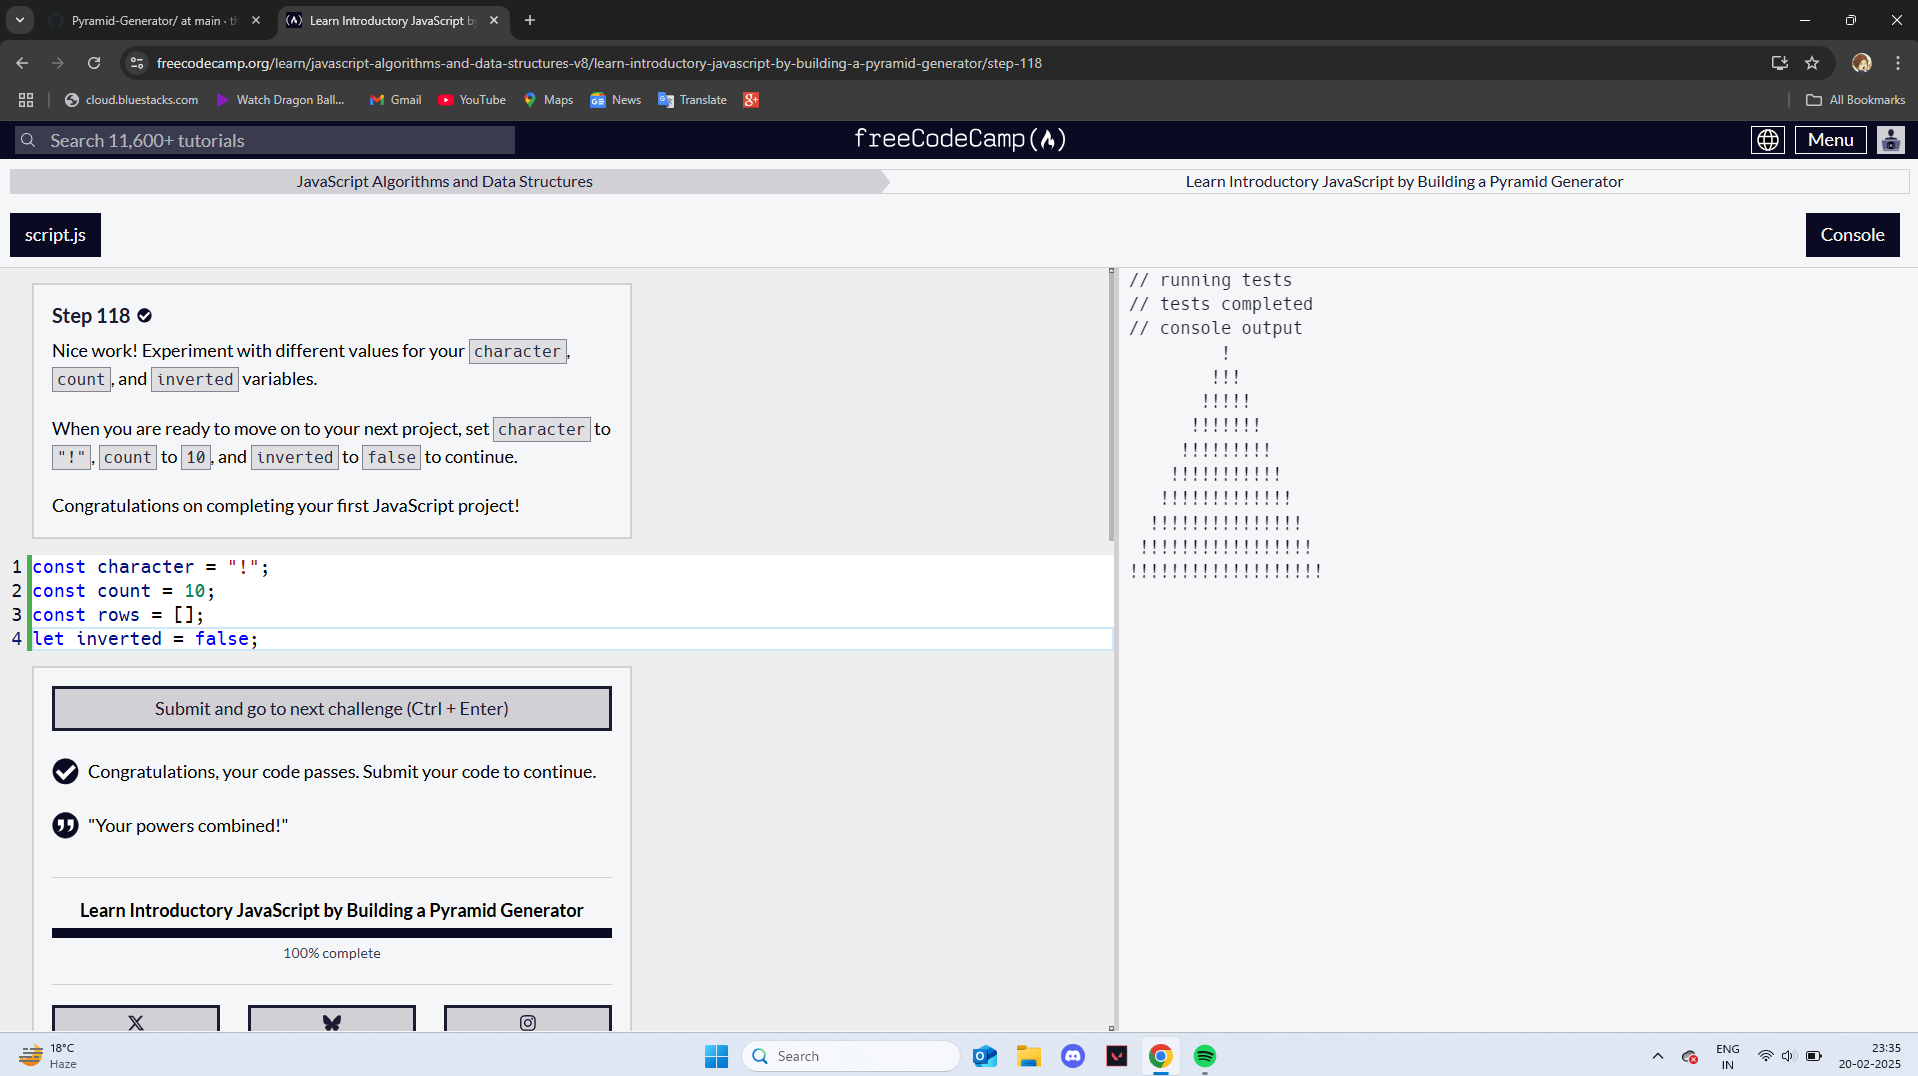 Pyramid-Generator/ at main · th
Learn Introductory JavaScript by
freecodecamp.org/learn/javascript-algorithms-and-data-structures-v8/learn-introductory-javascript-by-building-a-pyramid-generator/step-118
cloud.bluestacks.com
Watch Dragon Ball...
Gmail
YouTube
Maps
News
Translate
All Bookmarks
Search 11,600+ tutorials
freeCodeCamp
Menu
JavaScript Algorithms and Data Structures
Learn Introductory JavaScript by Building a Pyramid Generator
script.js
Console
Step 118
Nice work! Experiment with different values for your character,
count, and inverted variables.
When you are ready to move on to your next project, set character to
"!", count to 10, and inverted to false to continue.
Congratulations on completing your first JavaScript project!
1 const character = "!";
2 const count = 10;
3 const rows = [];
4 let inverted = false;
Submit and go to next challenge (Ctrl + Enter)
Congratulations, your code passes. Submit your code to continue.
"Your powers combined!"
Learn Introductory JavaScript by Building a Pyramid Generator
100% complete
// running tests
// tests completed
// console output
!
!!!
!!!!!
!!!!!!!
!!!!!!!!!
!!!!!!!!!!!
!!!!!!!!!!!!!
!!!!!!!!!!!!!!!
!!!!!!!!!!!!!!!!!
!!!!!!!!!!!!!!!!!!!
18°C
Haze
Search
ENG
IN
23:35
20-02-2025